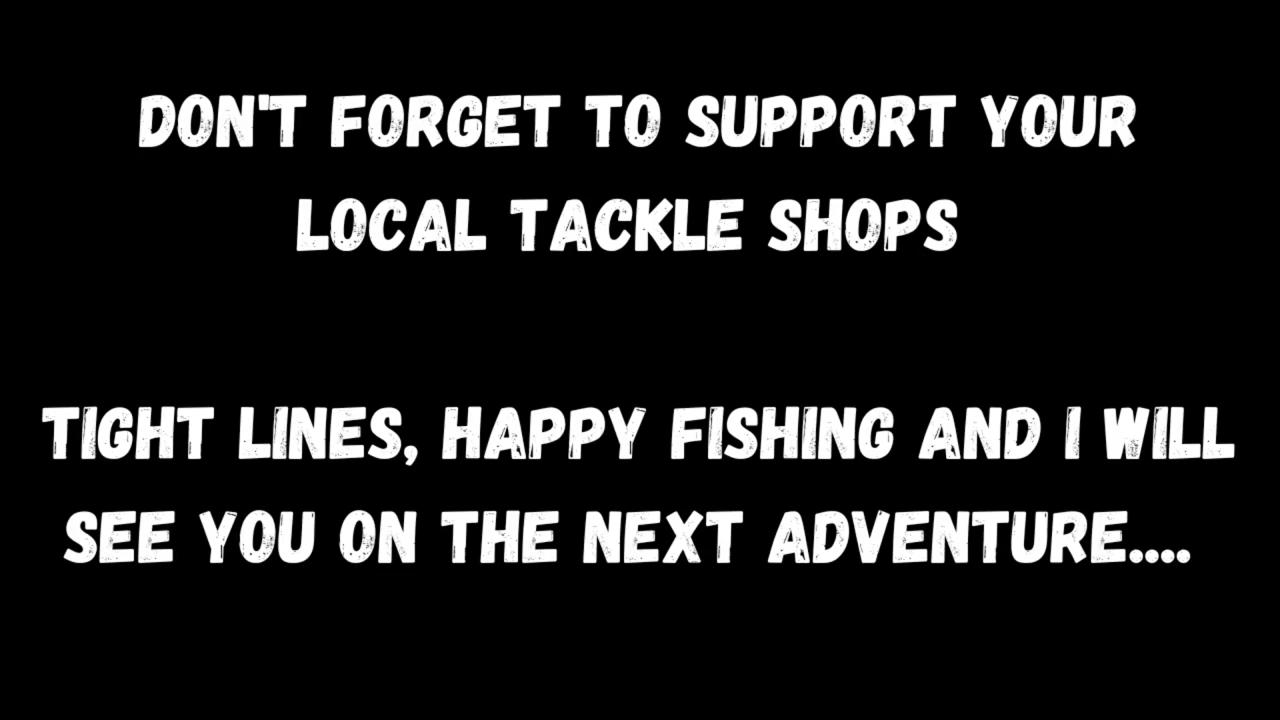 DON'T FORGET TO SUPPORT YOUR
LOCAL TACKLE SHOPS
TIGHT LINES, HAPPY FISHING AND I WILL
SEE YOU ON THE NEXT ADVENTURE....